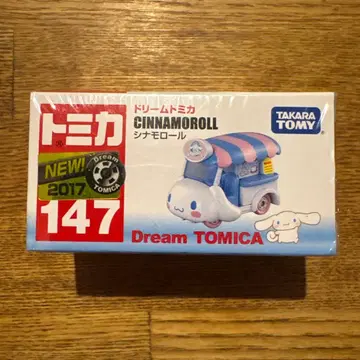 トミカ
NEW!
2017
Dream
TOMICA
147
ドリームトミカ
CINNAMOROLL
シナモロール
TAKARA
TOMY
Dream TOMICA